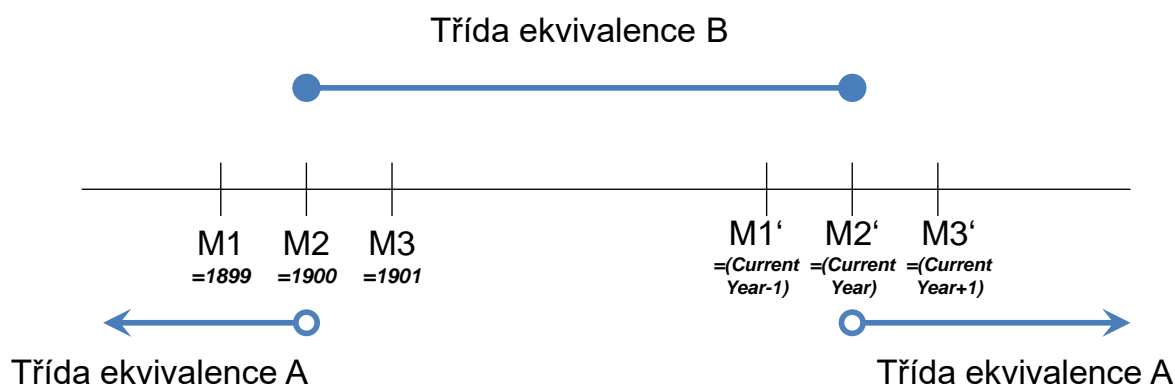 Třída ekvivalence B
M1 M2 M3 M1‘ M2‘ M3‘
=1899 =1900 =1901 =(Current =(Current =(Current
Year-1) Year) Year+1)
Třída ekvivalence A Třída ekvivalence A